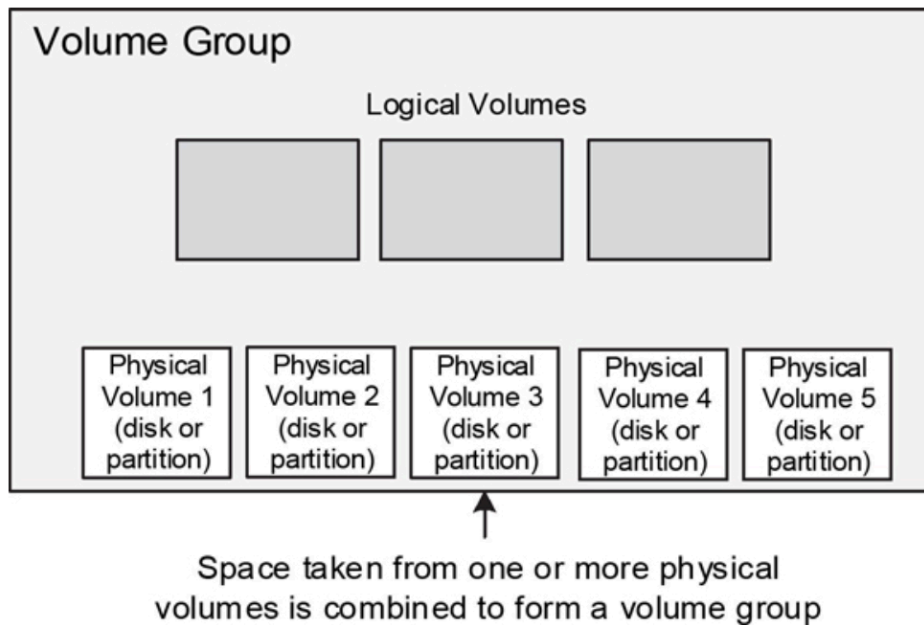 Volume Group
Logical Volumes
Physical
Volume 1
(disk or
partition)
Physical
Volume 2
(disk or
partition)
Physical
Volume 3
(disk or
partition)
Physical
Volume 4
(disk or
partition)
Physical
Volume 5
(disk or
partition)
Space taken from one or more physical
volumes is combined to form a volume group